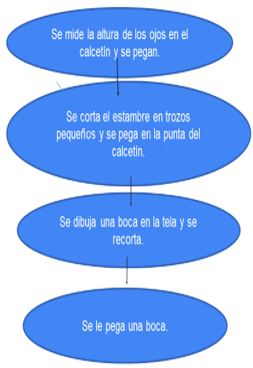 Se mide la altura de los ojos en el
calcetín y se pegan.
Se corta el estambre en trozos
pequeños y se pega en la punta del
calcetín.
Se dibuja una boca en la tela y se
recorta.
Se le pega una boca.